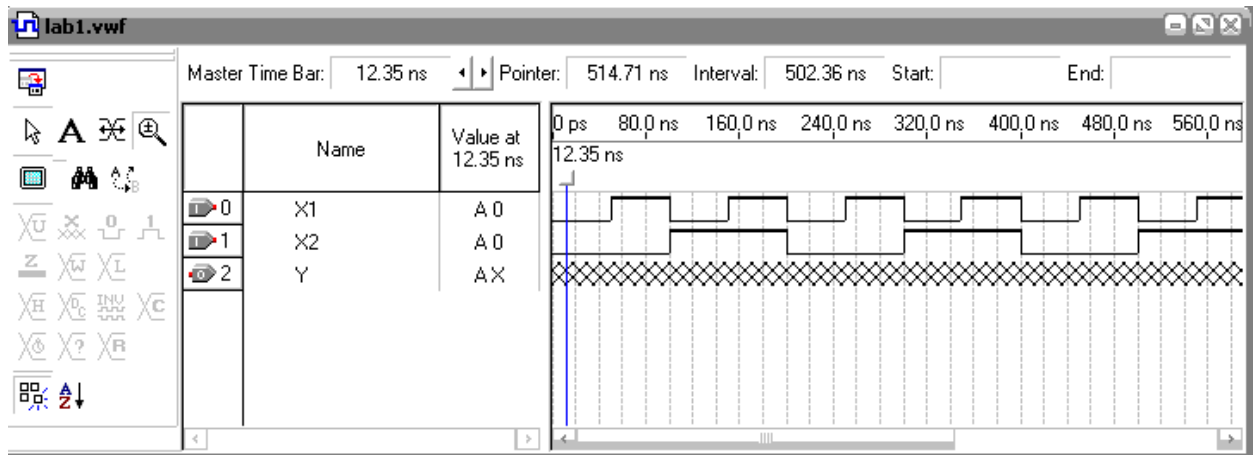 lab1.vwf
Master Time Bar: 12.35 ns Pointer: 514.71 ns Interval: 502.36 ns Start: End:
Name
Value at
12.35 ns
0 ps 80.0 ns 160.0 ns 240.0 ns 320.0 ns 400.0 ns 480.0 ns 560.0 ns
12.35 ns
0 X1 A 0
1 X2 A 0
2 Y A X